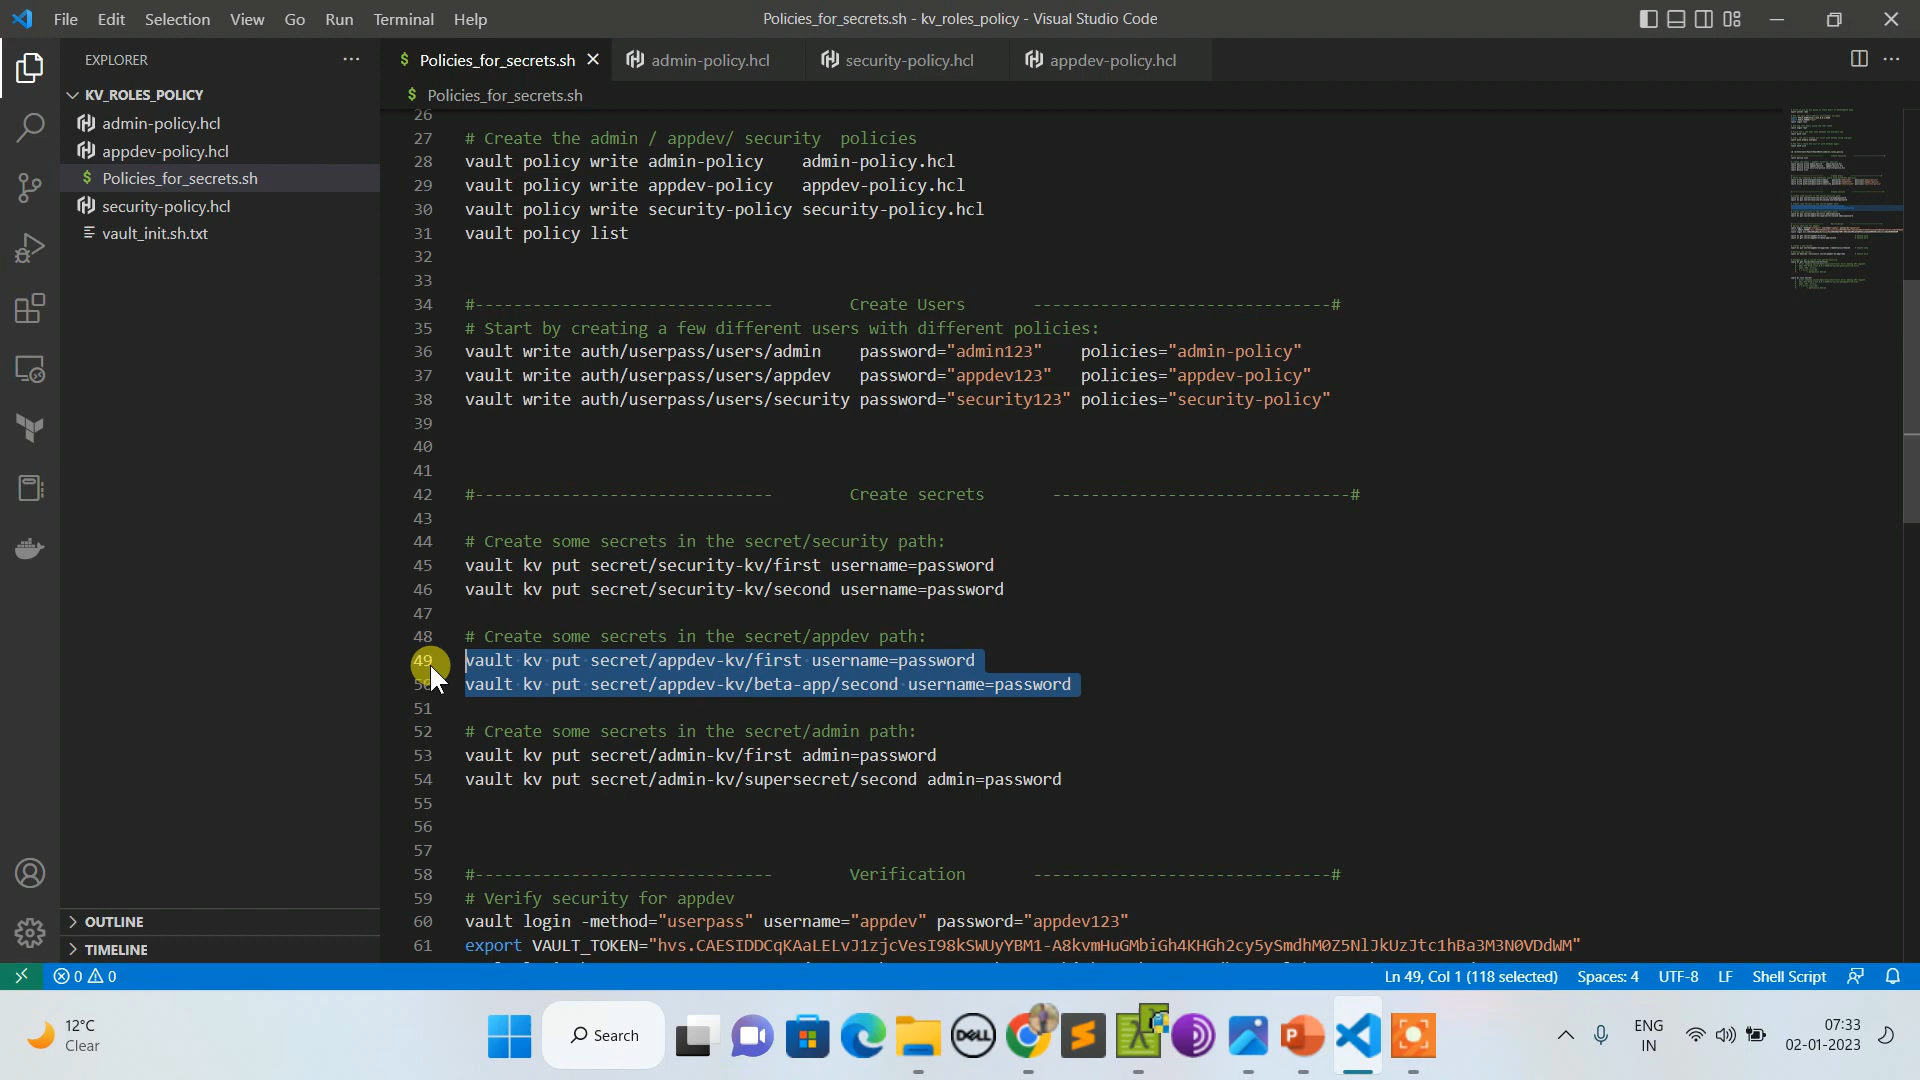 File Edit Selection View Go Run Terminal Help
Policies_for_secrets.sh - kv_roles_policy - Visual Studio Code
EXPLORER
KV_ROLES_POLICY
admin-policy.hcl
appdev-policy.hcl
$ Policies_for_secrets.sh
security-policy.hcl
vault_init.sh.txt
OUTLINE
TIMELINE
$ Policies_for_secrets.sh
admin-policy.hcl
security-policy.hcl
appdev-policy.hcl
$ Policies_for_secrets.sh
26
27 # Create the admin / appdev/ security  policies
28 vault policy write admin-policy    admin-policy.hcl
29 vault policy write appdev-policy   appdev-policy.hcl
30 vault policy write security-policy security-policy.hcl
31 vault policy list
32
33
34 #-------------------------------        Create Users       -------------------------------#
35 # Start by creating a few different users with different policies:
36 vault write auth/userpass/users/admin    password="admin123"    policies="admin-policy"
37 vault write auth/userpass/users/appdev   password="appdev123"   policies="appdev-policy"
38 vault write auth/userpass/users/security password="security123" policies="security-policy"
39
40
41
42 #-------------------------------        Create secrets       -------------------------------#
43
44 # Create some secrets in the secret/security path:
45 vault kv put secret/security-kv/first username=password
46 vault kv put secret/security-kv/second username=password
47
48 # Create some secrets in the secret/appdev path:
49 vault kv put secret/appdev-kv/first username=password
50 vault kv put secret/appdev-kv/beta-app/second username=password
51
52 # Create some secrets in the secret/admin path:
53 vault kv put secret/admin-kv/first admin=password
54 vault kv put secret/admin-kv/supersecret/second admin=password
55
56
57
58 #-------------------------------        Verification       -------------------------------#
59 # Verify security for appdev
60 vault login -method="userpass" username="appdev" password="appdev123"
61 export VAULT_TOKEN="hvs.CAESIDDCqKAaLELvJ1zjcVesI98kSWUyYBM1-A8kvmHuGMbiGh4KHGh2cy5ySmdhM0Z5NlJkUzJtc1hBa3M3N0VDdWM"
0 0
Ln 49, Col 1 (118 selected) Spaces: 4 UTF-8 LF Shell Script
12°C
Clear
Search
DELL
ENG
IN
07:33
02-01-2023